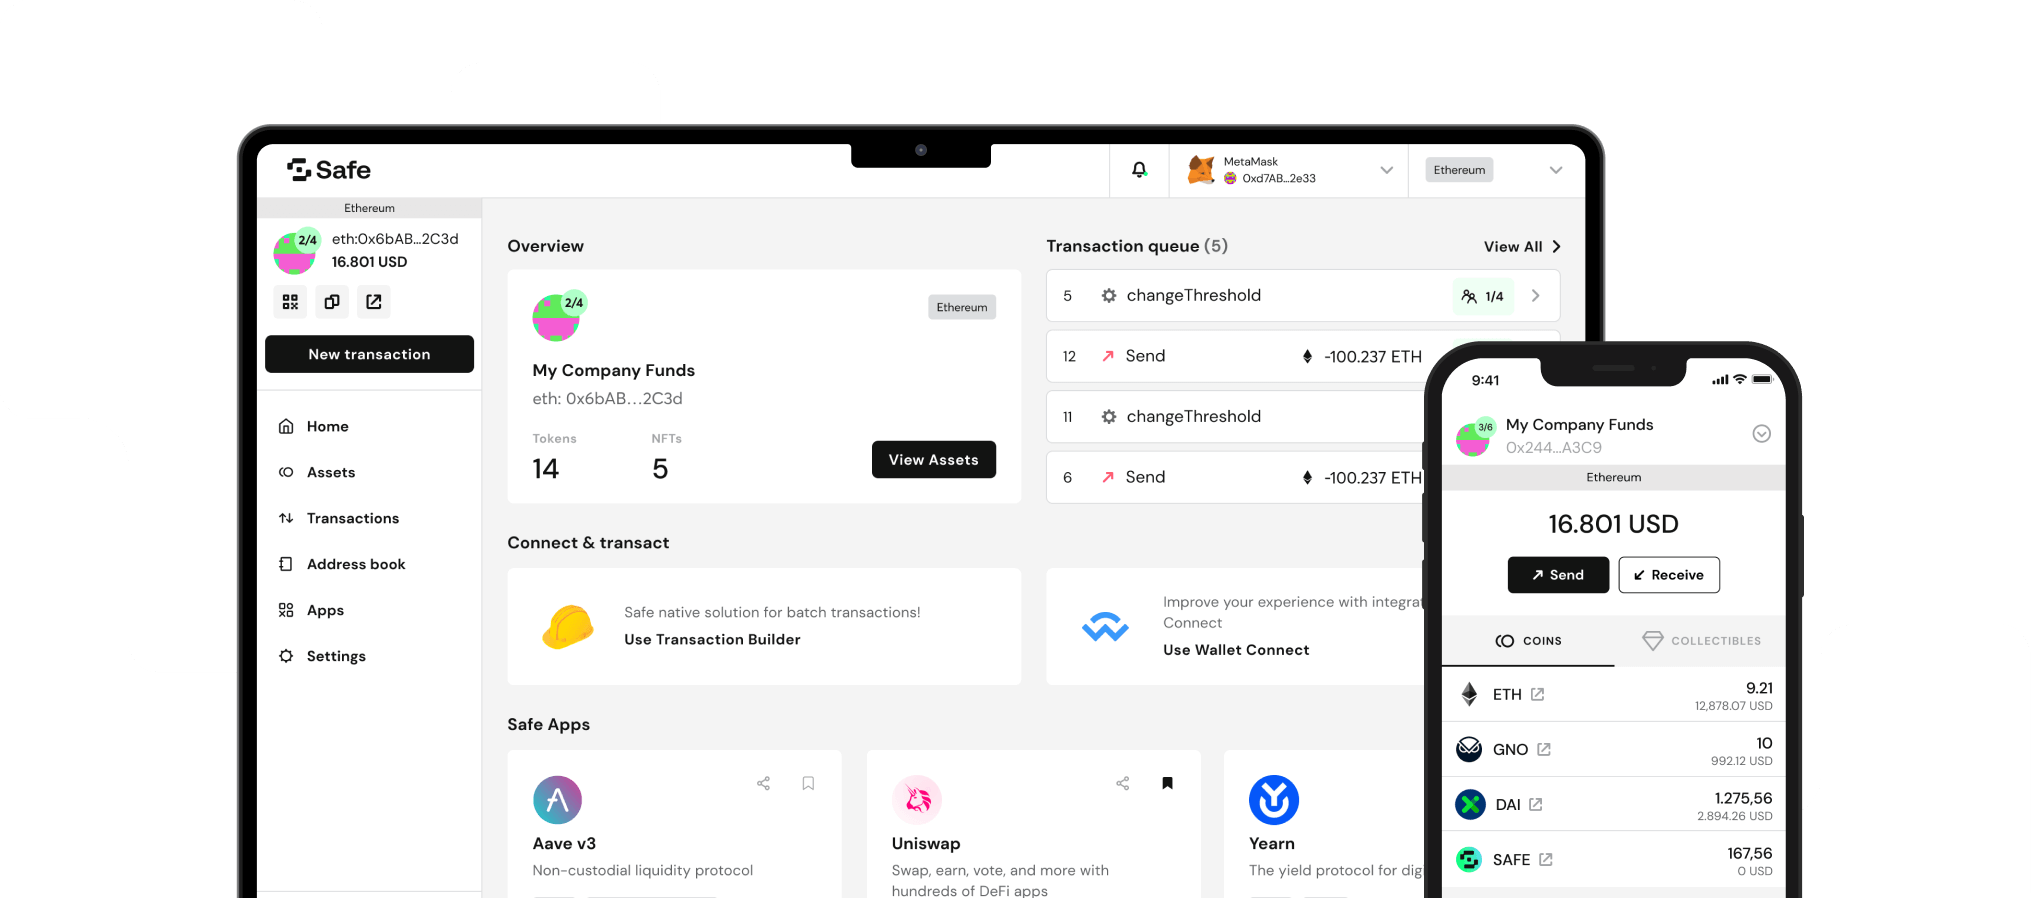 Safe
MetaMask
0xd7AB...2e33
Ethereum
Ethereum
2/4
eth:0x6bAB...2C3d
16.801 USD
New transaction
Home
Assets
Transactions
Address book
Apps
Settings
Overview
2/4
Ethereum
My Company Funds
eth: 0x6bAB...2C3d
Tokens
NFTs
14
5
View Assets
Transaction queue (5)
View All
5
changeThreshold
1/4
12
Send
-100.237 ETH
11
changeThreshold
6
Send
-100.237 ETH
Connect & transact
Safe native solution for batch transactions!
Use Transaction Builder
Improve your experience with
Connect
Use Wallet Connect
Safe Apps
Aave v3
Non-custodial liquidity protocol
Uniswap
Swap, earn, vote, and more with
hundreds of DeFi apps
Yearn
The yield protocol for
9:41
3/6
My Company Funds
0x244...A3C9
Ethereum
16.801 USD
Send
Receive
COINS
COLLECTIBLES
ETH
9.21
12,878.07 USD
GNO
10
992.12 USD
DAI
1.275,56
2.894.26 USD
SAFE
167,56
0 USD